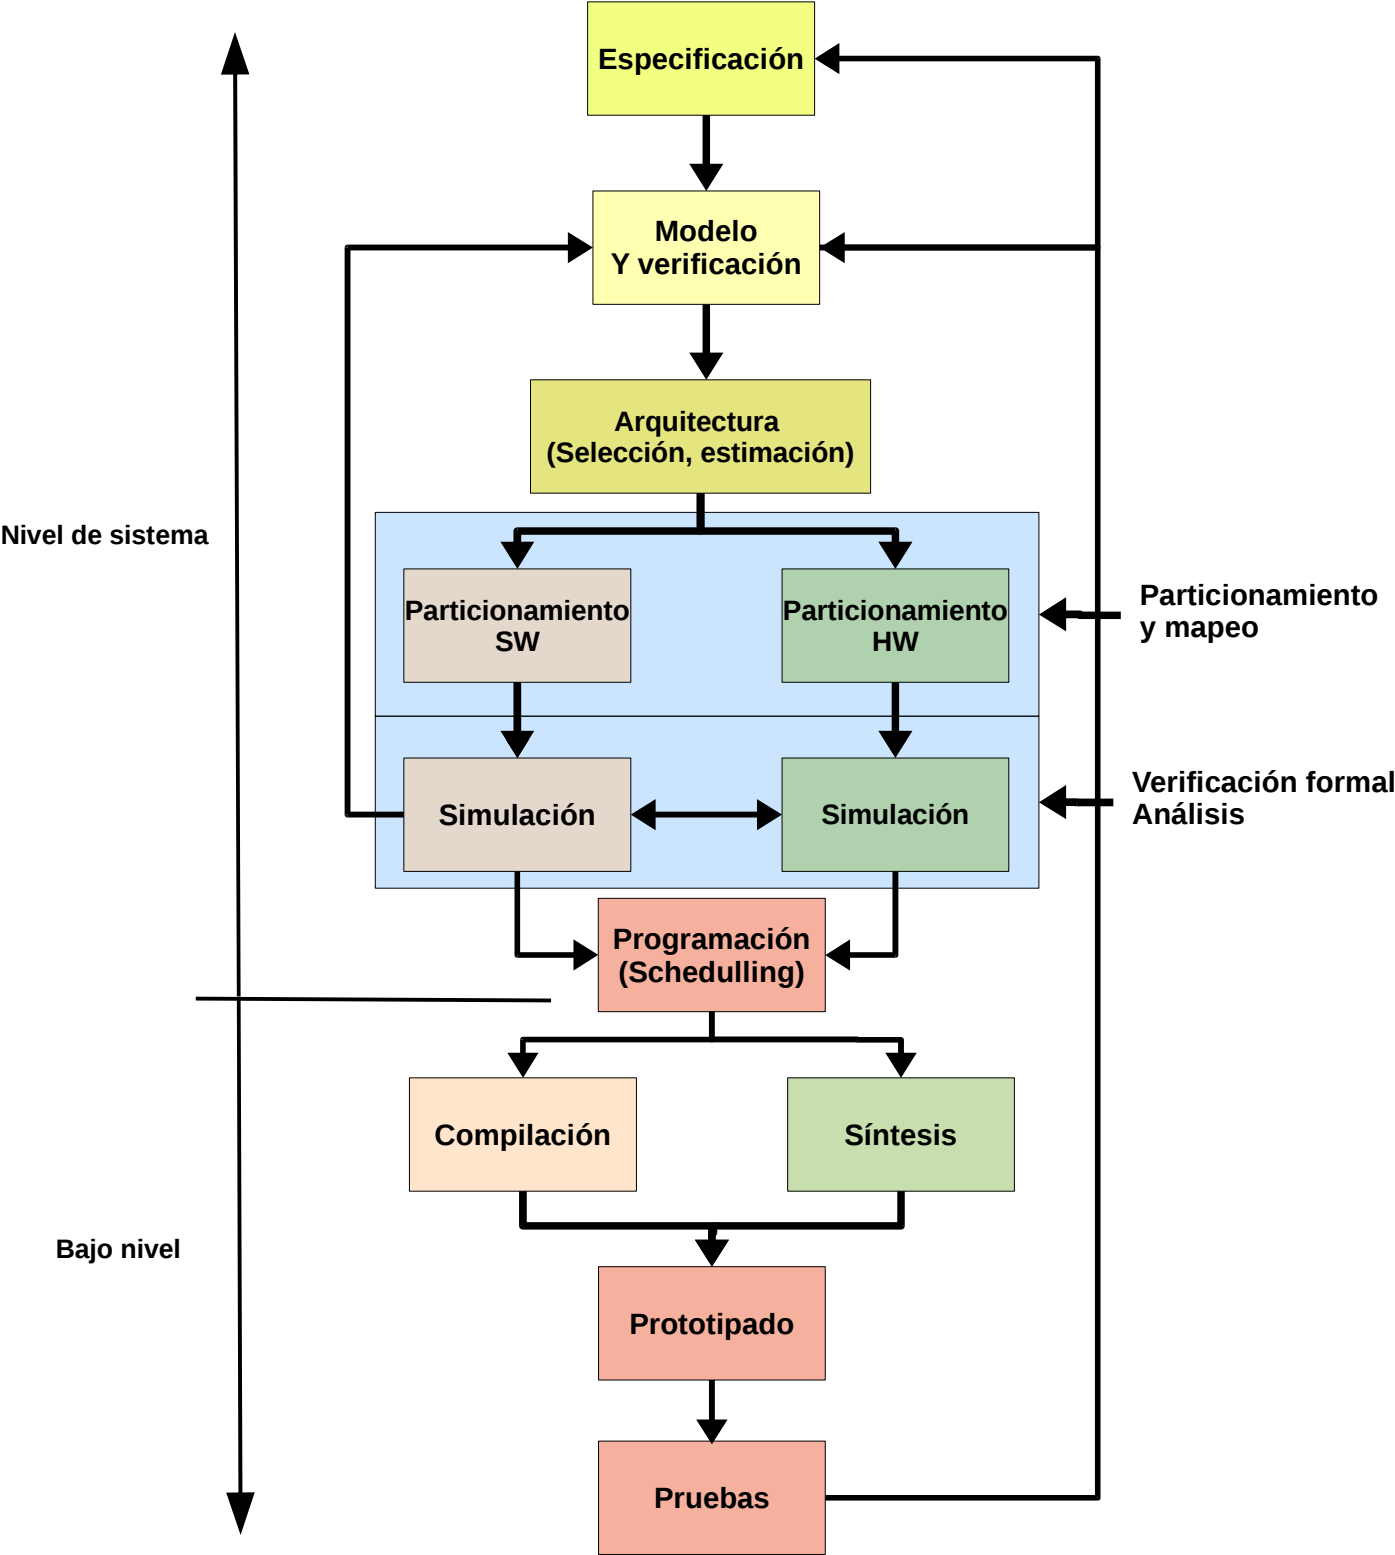 Especificación
Modelo
Y verificación
Arquitectura
(Selección, estimación)
Nivel de sistema
Particionamiento
SW
Particionamiento
HW
Particionamiento
y mapeo
Simulación
Simulación
Verificación formal
Análisis
Programación
(Schedulling)
Compilación
Síntesis
Bajo nivel
Prototipado
Pruebas